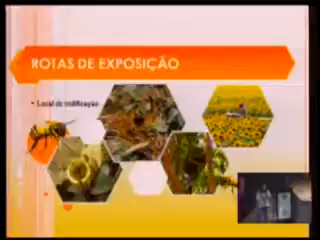 ROTAS DE EXPOSIÇÃO
• Local de nidificação